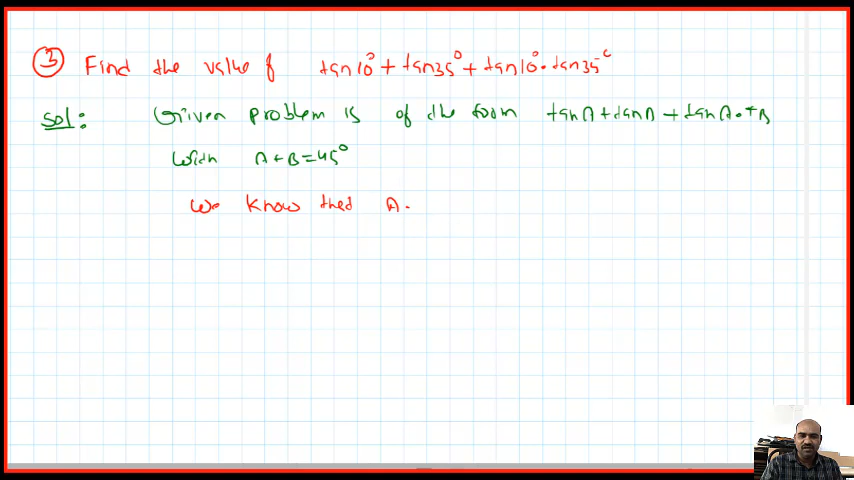 ③ Find the value of tan10° + tan35° + tan10°·tan35°
Sol: Given problem is of the form tanA + tanB + tanA·tB
With A+B=45°
We know that A